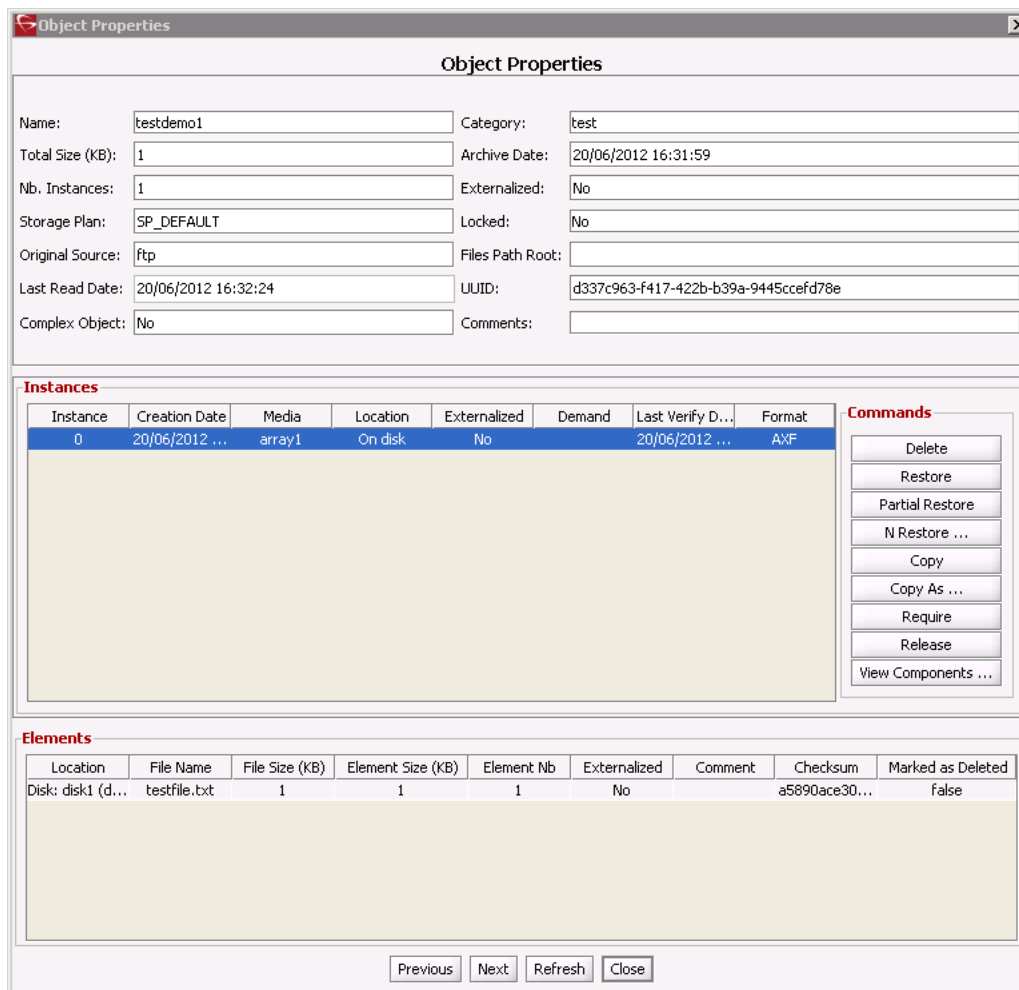 Object Properties
Object Properties
Name: testdemo1 Category: test
Total Size (KB): 1 Archive Date: 20/06/2012 16:31:59
Nb. Instances: 1 Externalized: No
Storage Plan: SP_DEFAULT Locked: No
Original Source: ftp Files Path Root:
Last Read Date: 20/06/2012 16:32:24 UUID: d337c963-f417-422b-b39a-9445ccefd78e
Complex Object: No Comments:
Instances
Instance Creation Date Media Location Externalized Demand Last Verify D... Format
0 20/06/2012 ... array1 On disk No 20/06/2012 ... AXF
Commands
Delete
Restore
Partial Restore
N Restore ...
Copy
Copy As ...
Require
Release
View Components ...
Elements
Location File Name File Size (KB) Element Size (KB) Element Nb Externalized Comment Checksum Marked as Deleted
Disk: disk1 (d... testfile.txt 1 1 1 No a5890ace30... false
Previous Next Refresh Close